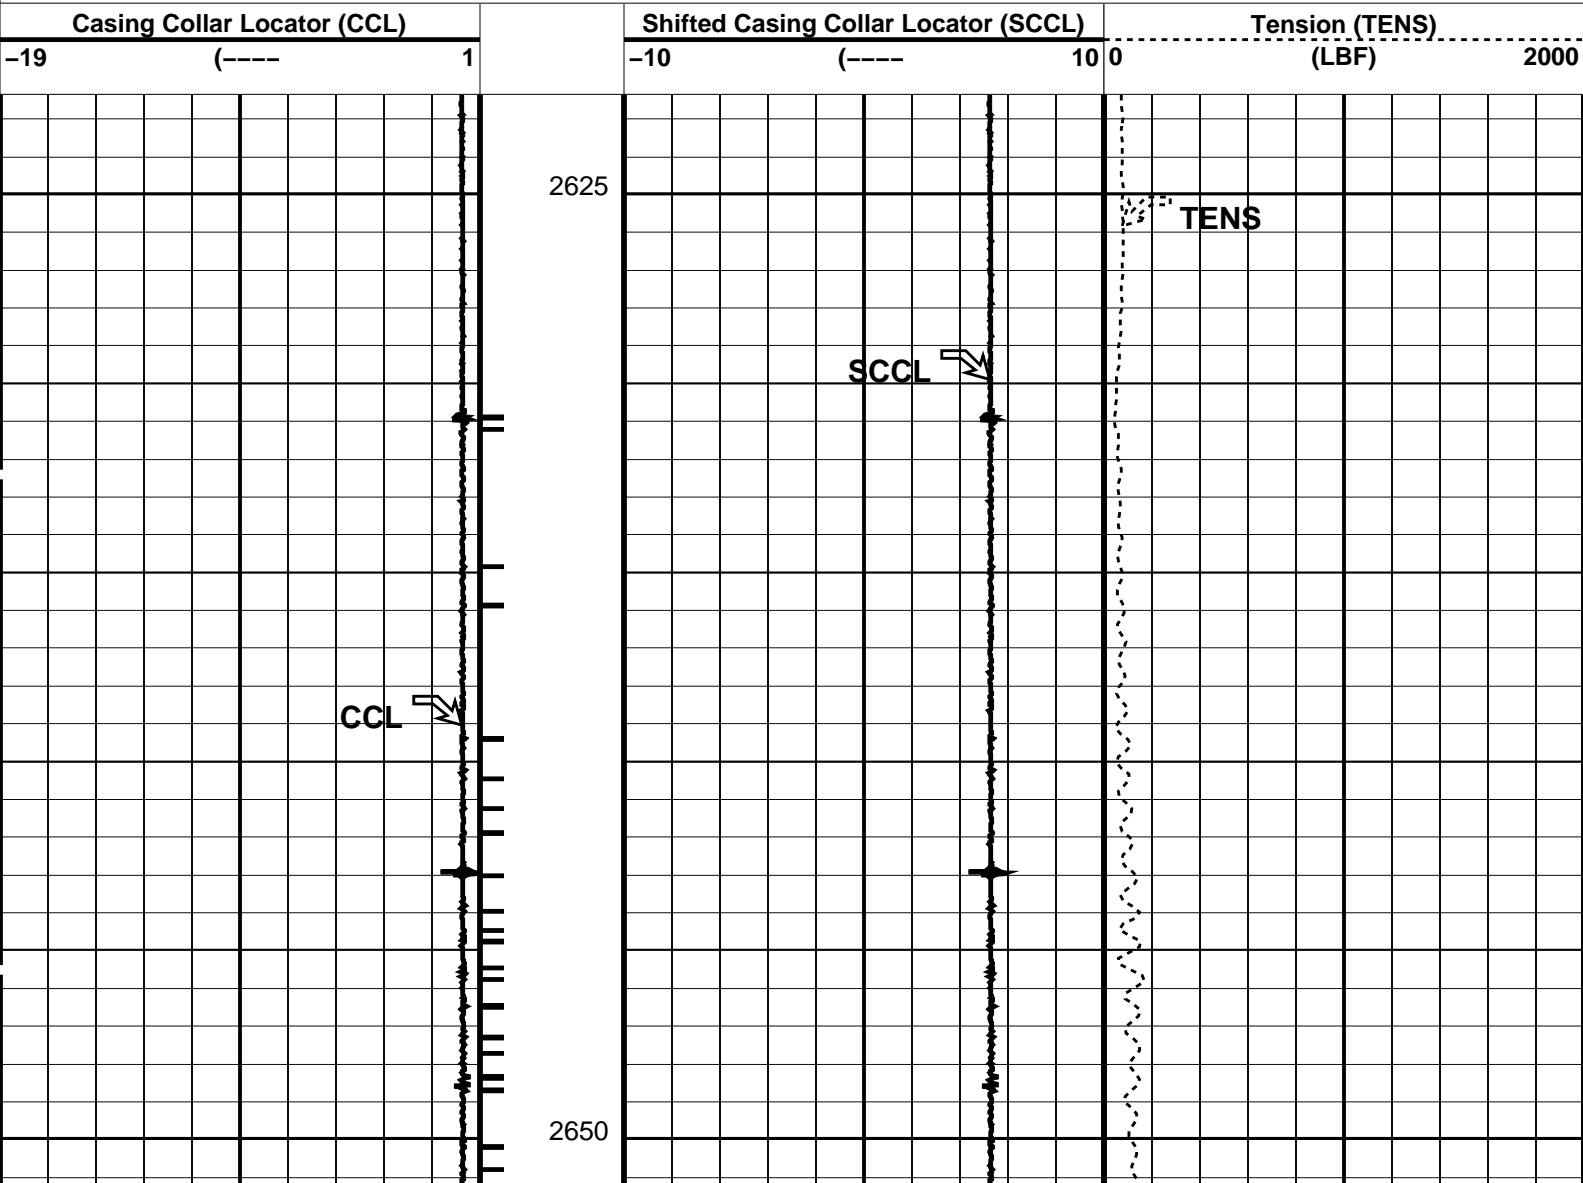 Casing Collar Locator (CCL) Shifted Casing Collar Locator (SCCL) Tension (TENS)
−19 (−−−− 1 −10 (−−−− 10 0 (LBF) 2000
2625
TENS
SCCL
CCL
2650